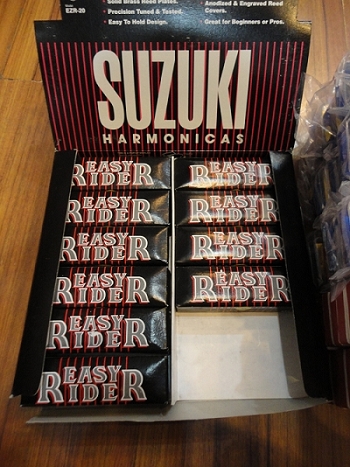 Solid Brass Reed Plates.
Precision Tuned & Tested.
Easy To Hold Design.
EZR-20
Anodized & Engraved Reed
Covers.
Great for Beginners or Pros.
SUZUKI
HARMONICAS
EASY
RIDER
EASY
RIDER
EASY
RIDER
EASY
RIDER
EASY
RIDER
EASY
RIDER
EASY
RIDER
EASY
RIDER
EASY
RIDER
EASY
RIDER